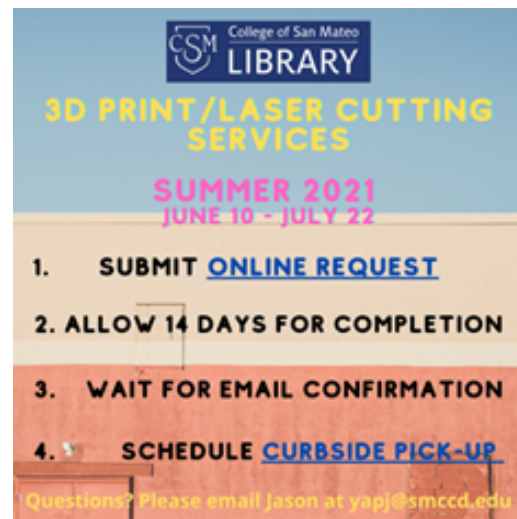 CSM
College of San Mateo
LIBRARY
3D PRINT/LASER CUTTING
SERVICES
SUMMER 2021
JUNE 10 - JULY 22
1. SUBMIT ONLINE REQUEST
2. ALLOW 14 DAYS FOR COMPLETION
3. WAIT FOR EMAIL CONFIRMATION
4. SCHEDULE CURBSIDE PICK-UP
Questions? Please email Jason at yapj@smccd.edu